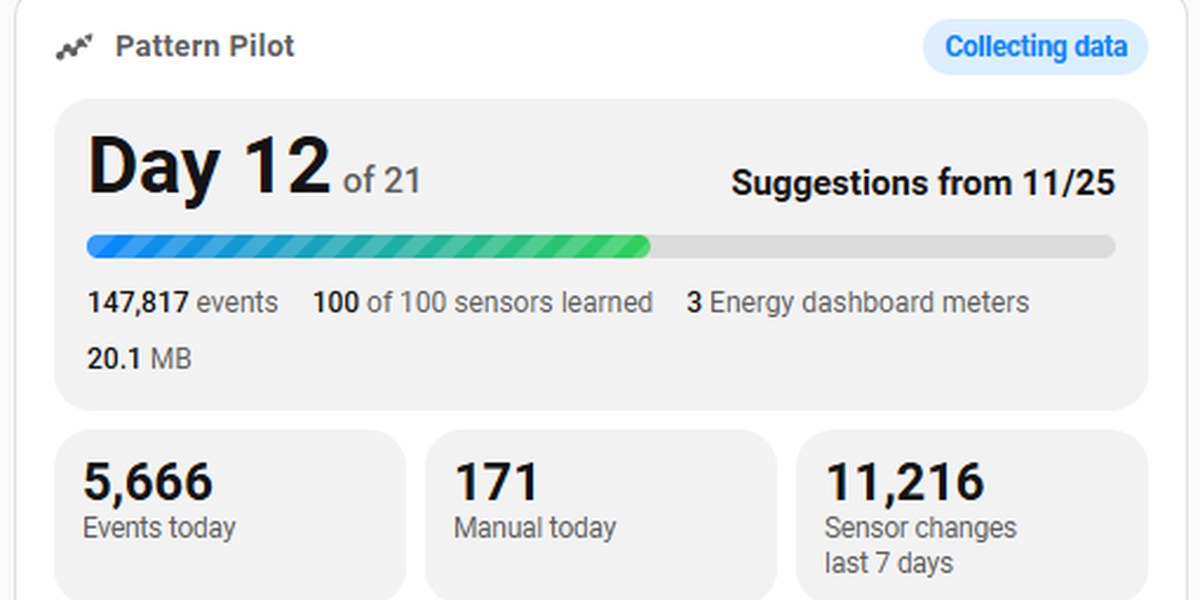 Pattern Pilot
Collecting data
Day 12 of 21
Suggestions from 11/25
147,817 events 100 of 100 sensors learned 3 Energy dashboard meters
20.1 MB
5,666
Events today
171
Manual today
11,216
Sensor changes
last 7 days